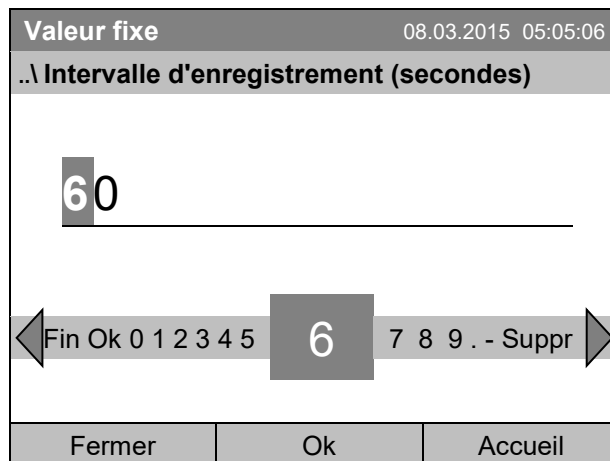 Valeur fixe 08.03.2015 05:05:06
..\ Intervalle d'enregistrement (secondes)
60
Fin Ok 0 1 2 3 4 5 6 7 8 9 . - Suppr
Fermer Ok Accueil